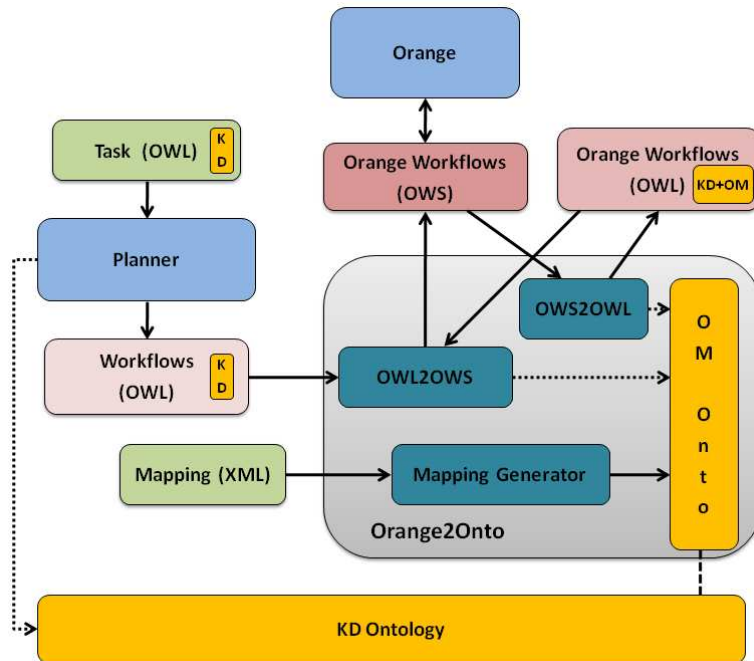 Orange
Task (OWL)
K
D
Orange Workflows
(OWS)
Orange Workflows
(OWL)
KD+OM
Planner
OWS2OWL
O
M
O
n
t
o
Workflows
(OWL)
K
D
OWL2OWS
Mapping (XML)
Mapping Generator
Orange2Onto
KD Ontology